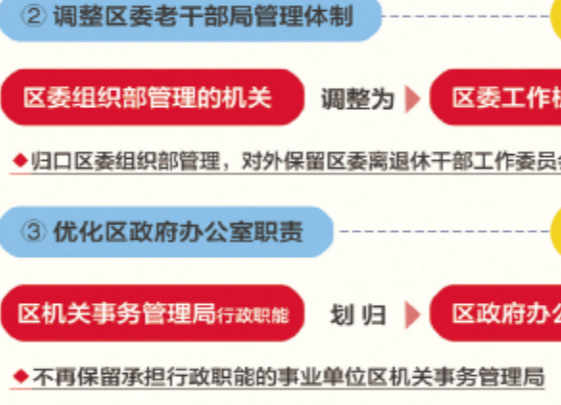 ② 调整区委老干部局管理体制
区委组织部管理的机关 调整为 区委工作
◆归口区委组织部管理，对外保留区委离退休干部工作委员
③ 优化区政府办公室职责
区机关事务管理局行政职能 划归 区政府办
◆不再保留承担行政职能的事业单位区机关事务管理局